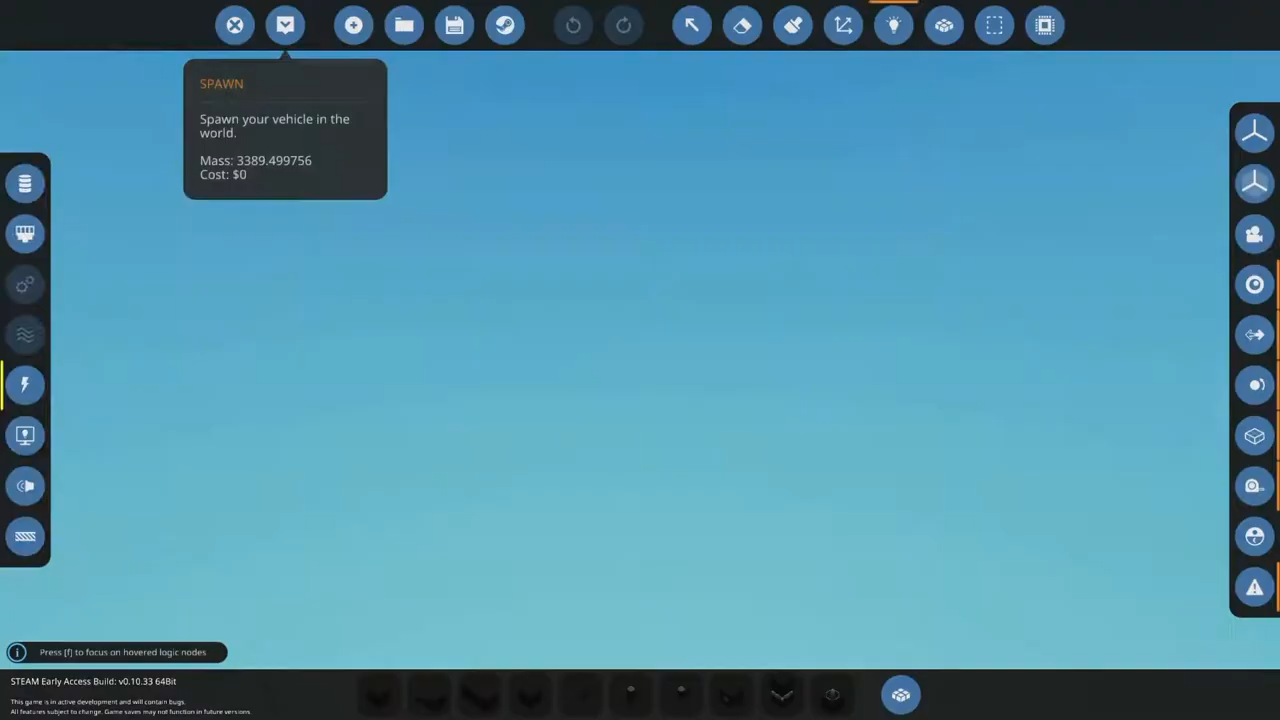 SPAWN
Spawn your vehicle in the
world.
Mass: 3389.499756
Cost: $0
Press [f] to focus on hovered logic nodes
STEAM Early Access Build: v0.10.33 64Bit
This game is in active development and will contain bugs.
All features subject to change. Game saves may not function in future versions.